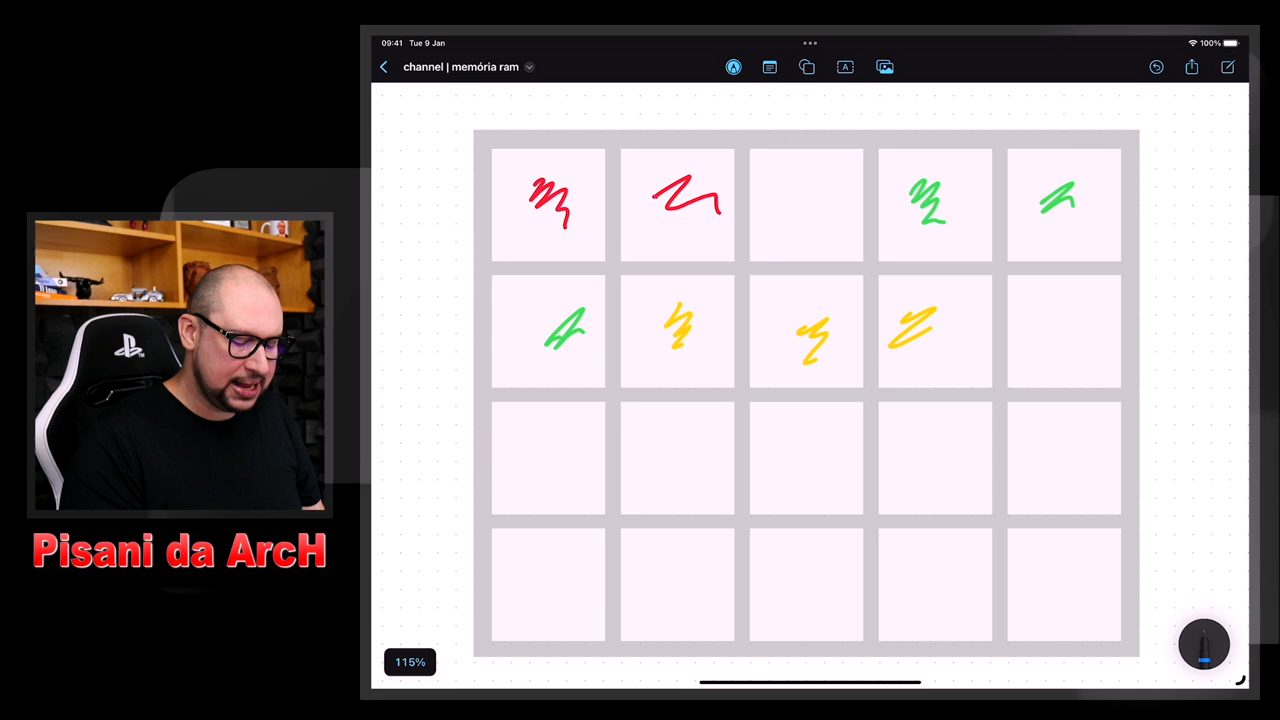 09:41 Tue 9 Jan
100%
channel | memória ram
A
Pisani da ArcH
115%